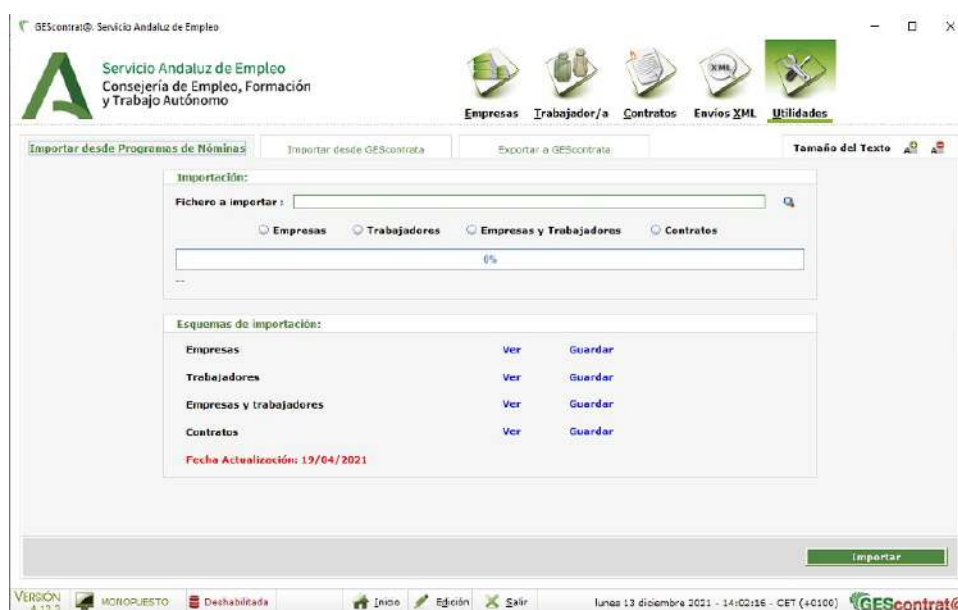 GEScontrat@. Servicio Andaluz de Empleo
Servicio Andaluz de Empleo
Consejería de Empleo, Formación
y Trabajo Autónomo
Empresas Trabajador/a Contratos Envíos XML Utilidades
Importar desde Programas de Nóminas Importar desde GEScontrata Exportar a GEScontrata Tamaño del Texto
Importación:
Fichero a importar :
Empresas Trabajadores Empresas y Trabajadores Contratos
0%
--
Esquemas de importación:
Empresas Ver Guardar
Trabajadores Ver Guardar
Empresas y trabajadores Ver Guardar
Contratos Ver Guardar
Fecha Actualización: 19/04/2021
Importar
VERSIÓN MONOPUESTO Deshabilitada Inicio Edición Salir lunes 13 diciembre 2021 - 14:02:16 - CET (+0100) GEScontrat@